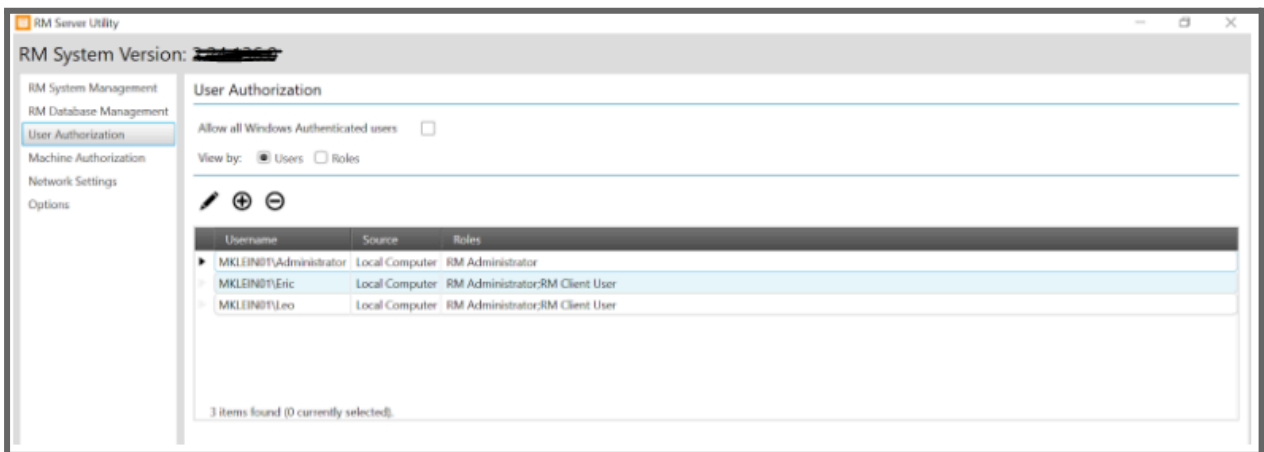 RM Server Utility
RM System Version:
RM System Management
RM Database Management
User Authorization
Machine Authorization
Network Settings
Options
User Authorization
Allow all Windows Authenticated users
View by: Users Roles
Username Source Roles
MKLEIN01\Administrator Local Computer RM Administrator
MKLEIN01\Eric Local Computer RM Administrator;RM Client User
MKLEIN01\Leo Local Computer RM Administrator;RM Client User
3 items found (0 currently selected).